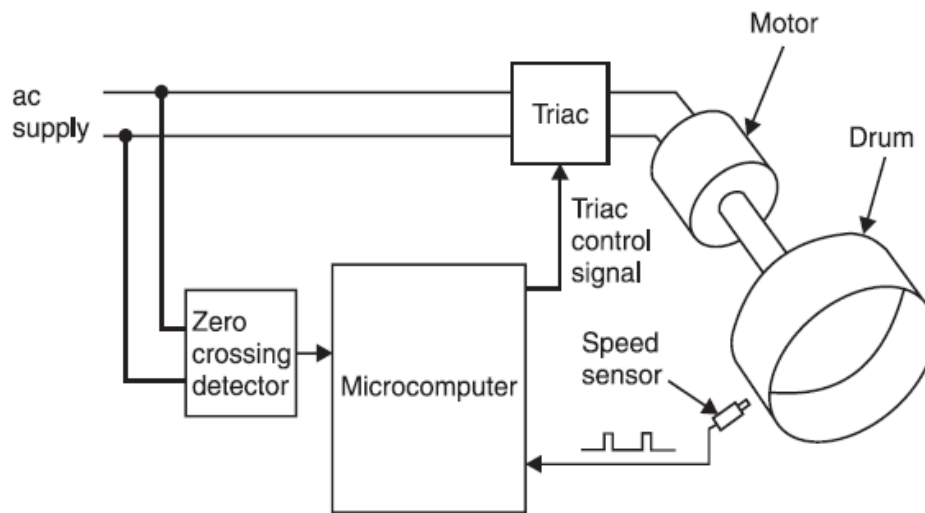 Motor
ac
supply
Triac
Drum
Triac
control
signal
Zero
crossing
detector
Microcomputer
Speed
sensor